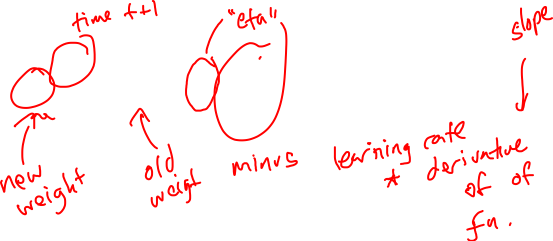 time t+1
"eta"
slope
new
weight
old
weight
minus
learning rate
* derivative
of of
fn.